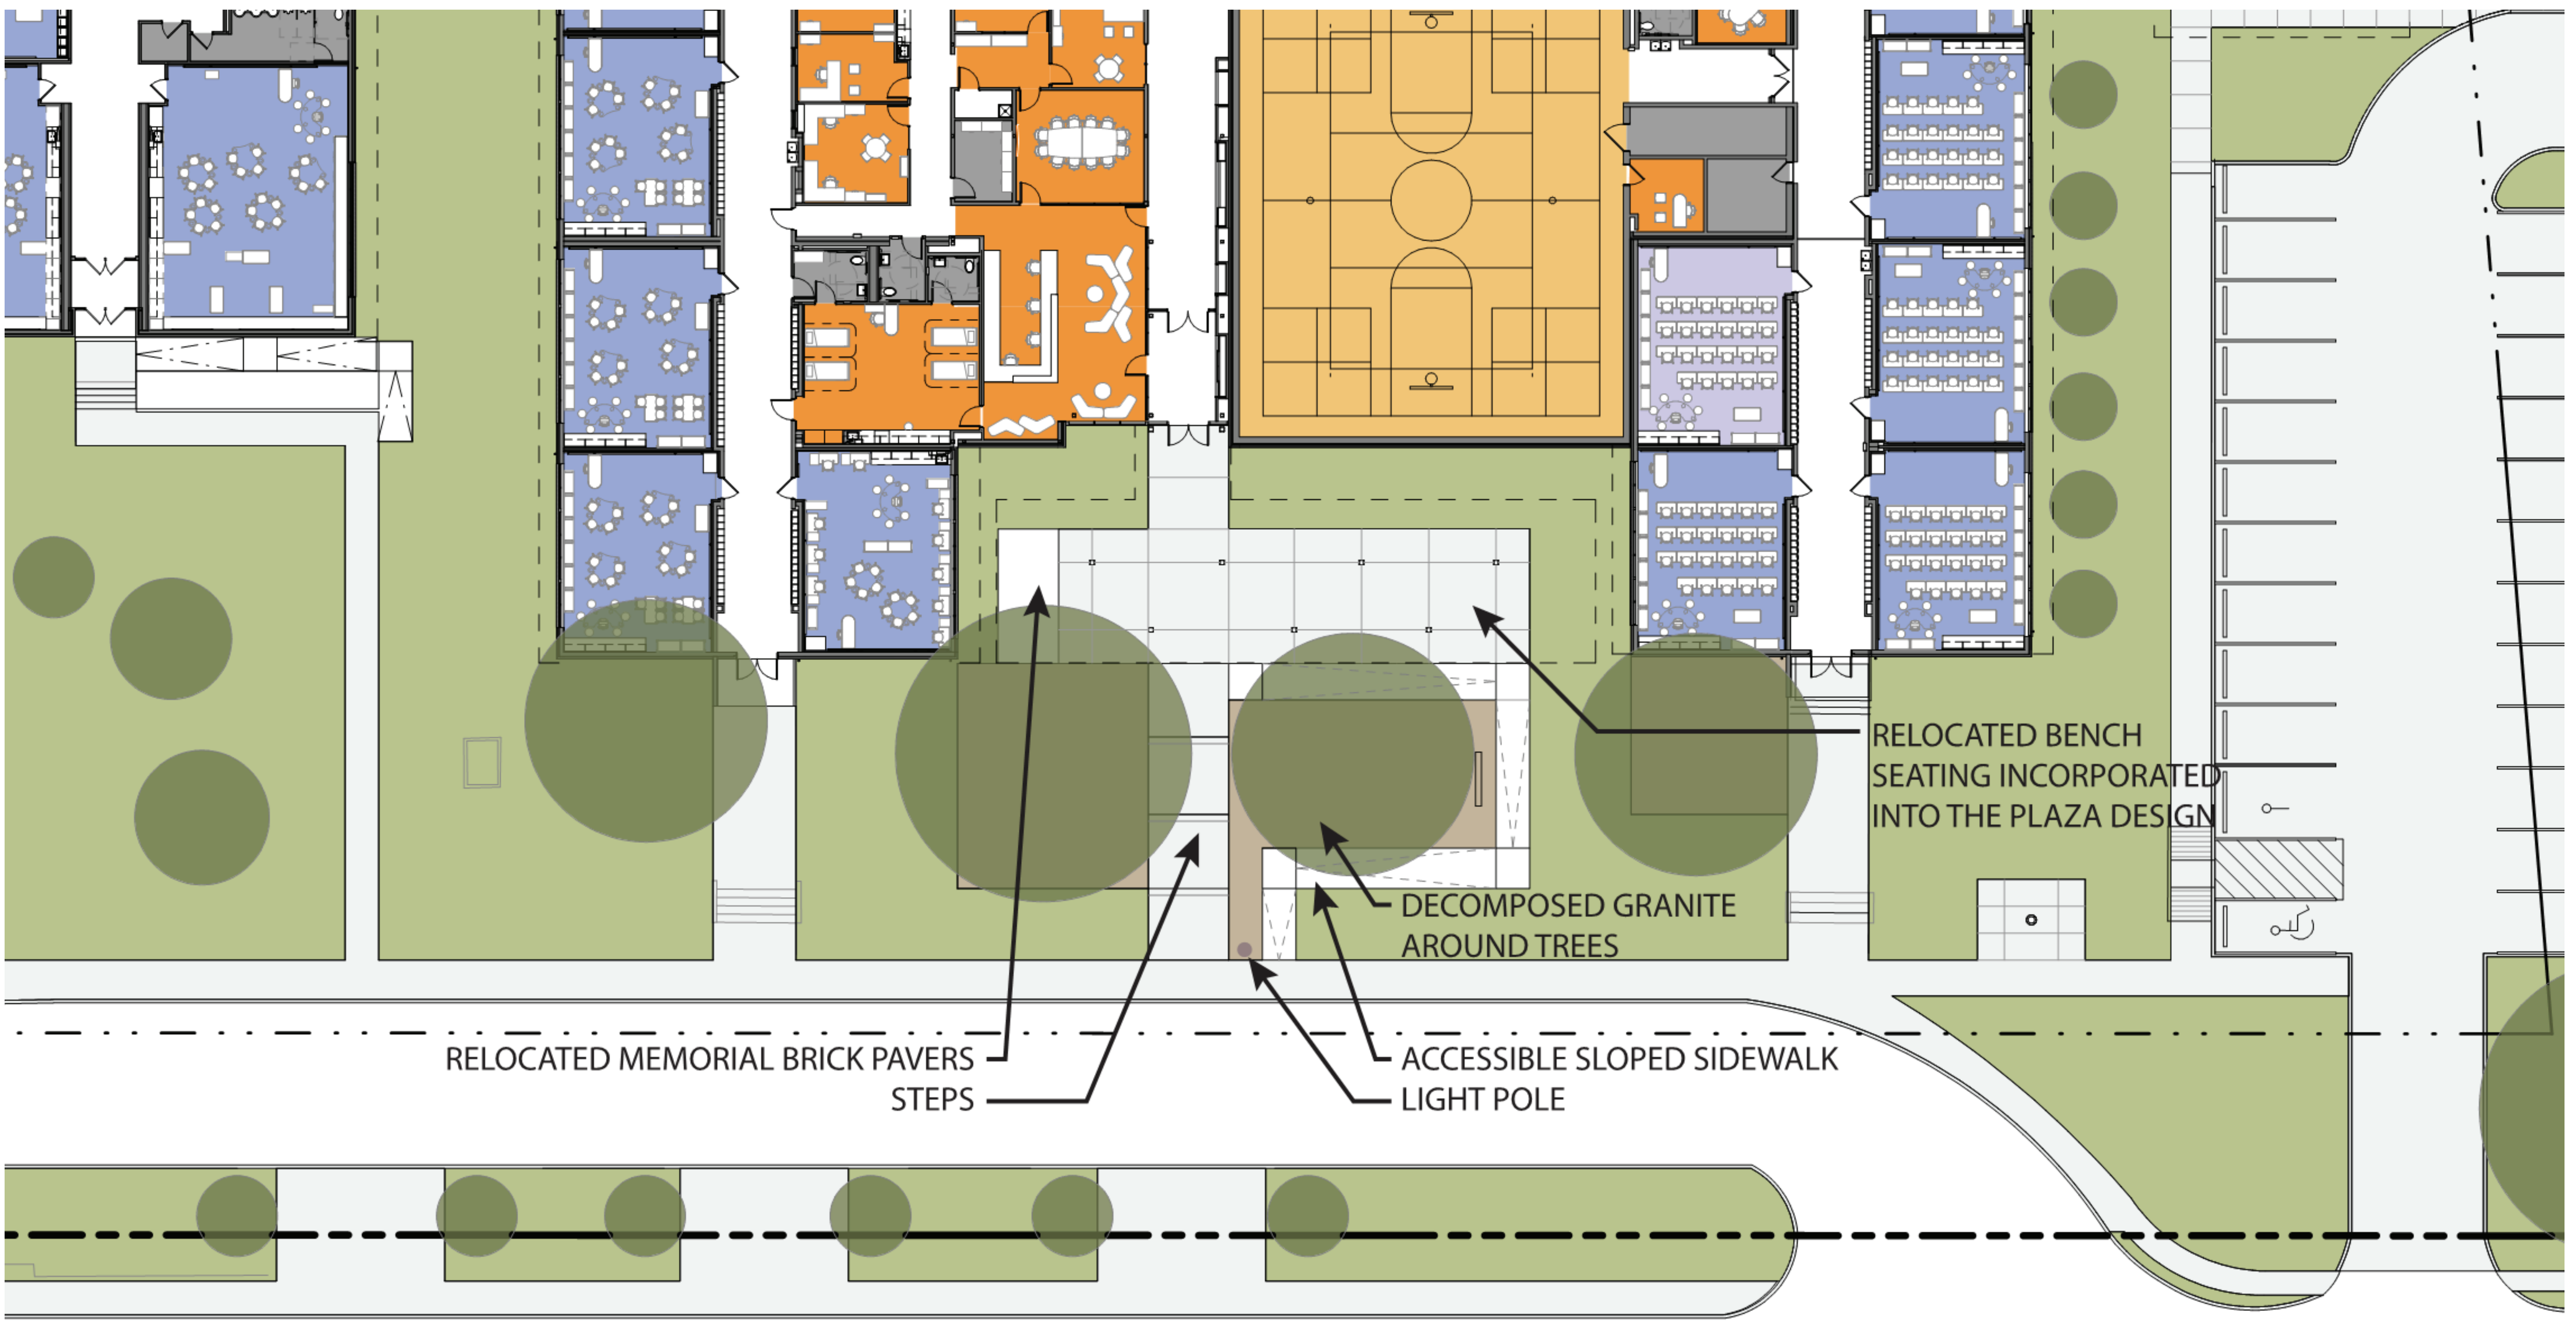 RELOCATED BENCH
SEATING INCORPORATED
INTO THE PLAZA DESIGN
DECOMPOSED GRANITE
AROUND TREES
RELOCATED MEMORIAL BRICK PAVERS
STEPS
ACCESSIBLE SLOPED SIDEWALK
LIGHT POLE